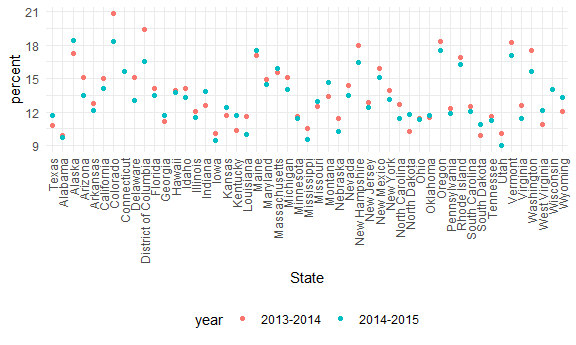 percent
21
18
15
12
9
Texas
Alabama
Alaska
Arizona
Arkansas
California
Colorado
Connecticut
Delaware
District of Columbia
Florida
Georgia
Hawaii
Idaho
Illinois
Indiana
Iowa
Kansas
Kentucky
Louisiana
Maine
Maryland
Massachusetts
Michigan
Minnesota
Mississippi
Missouri
Montana
Nebraska
Nevada
New Hampshire
New Jersey
New Mexico
New York
North Carolina
North Dakota
Ohio
Oklahoma
Oregon
Pennsylvania
Rhode Island
South Carolina
South Dakota
Tennessee
Utah
Vermont
Virginia
Washington
West Virginia
Wisconsin
Wyoming
State
year 2013-2014 2014-2015